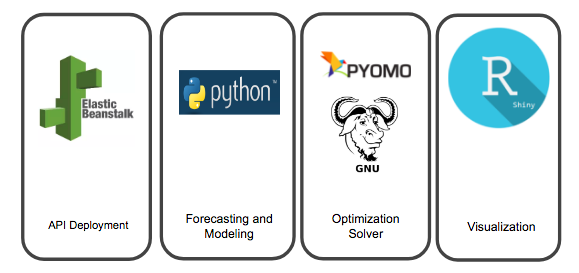 Elastic
Beanstalk
API Deployment
python™
Forecasting and
Modeling
PYOMO
GNU
Optimization
Solver
R
Shiny
Visualization